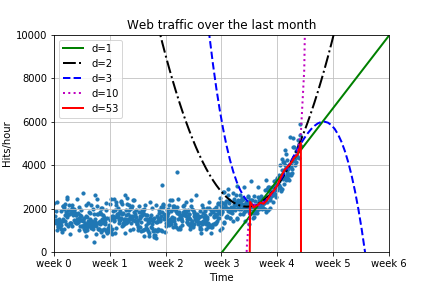 Web traffic over the last month
10000
8000
6000
4000
2000
0
Hits/hour
d=1
d=2
d=3
d=10
d=53
week 0 week 1 week 2 week 3 week 4 week 5 week 6
Time